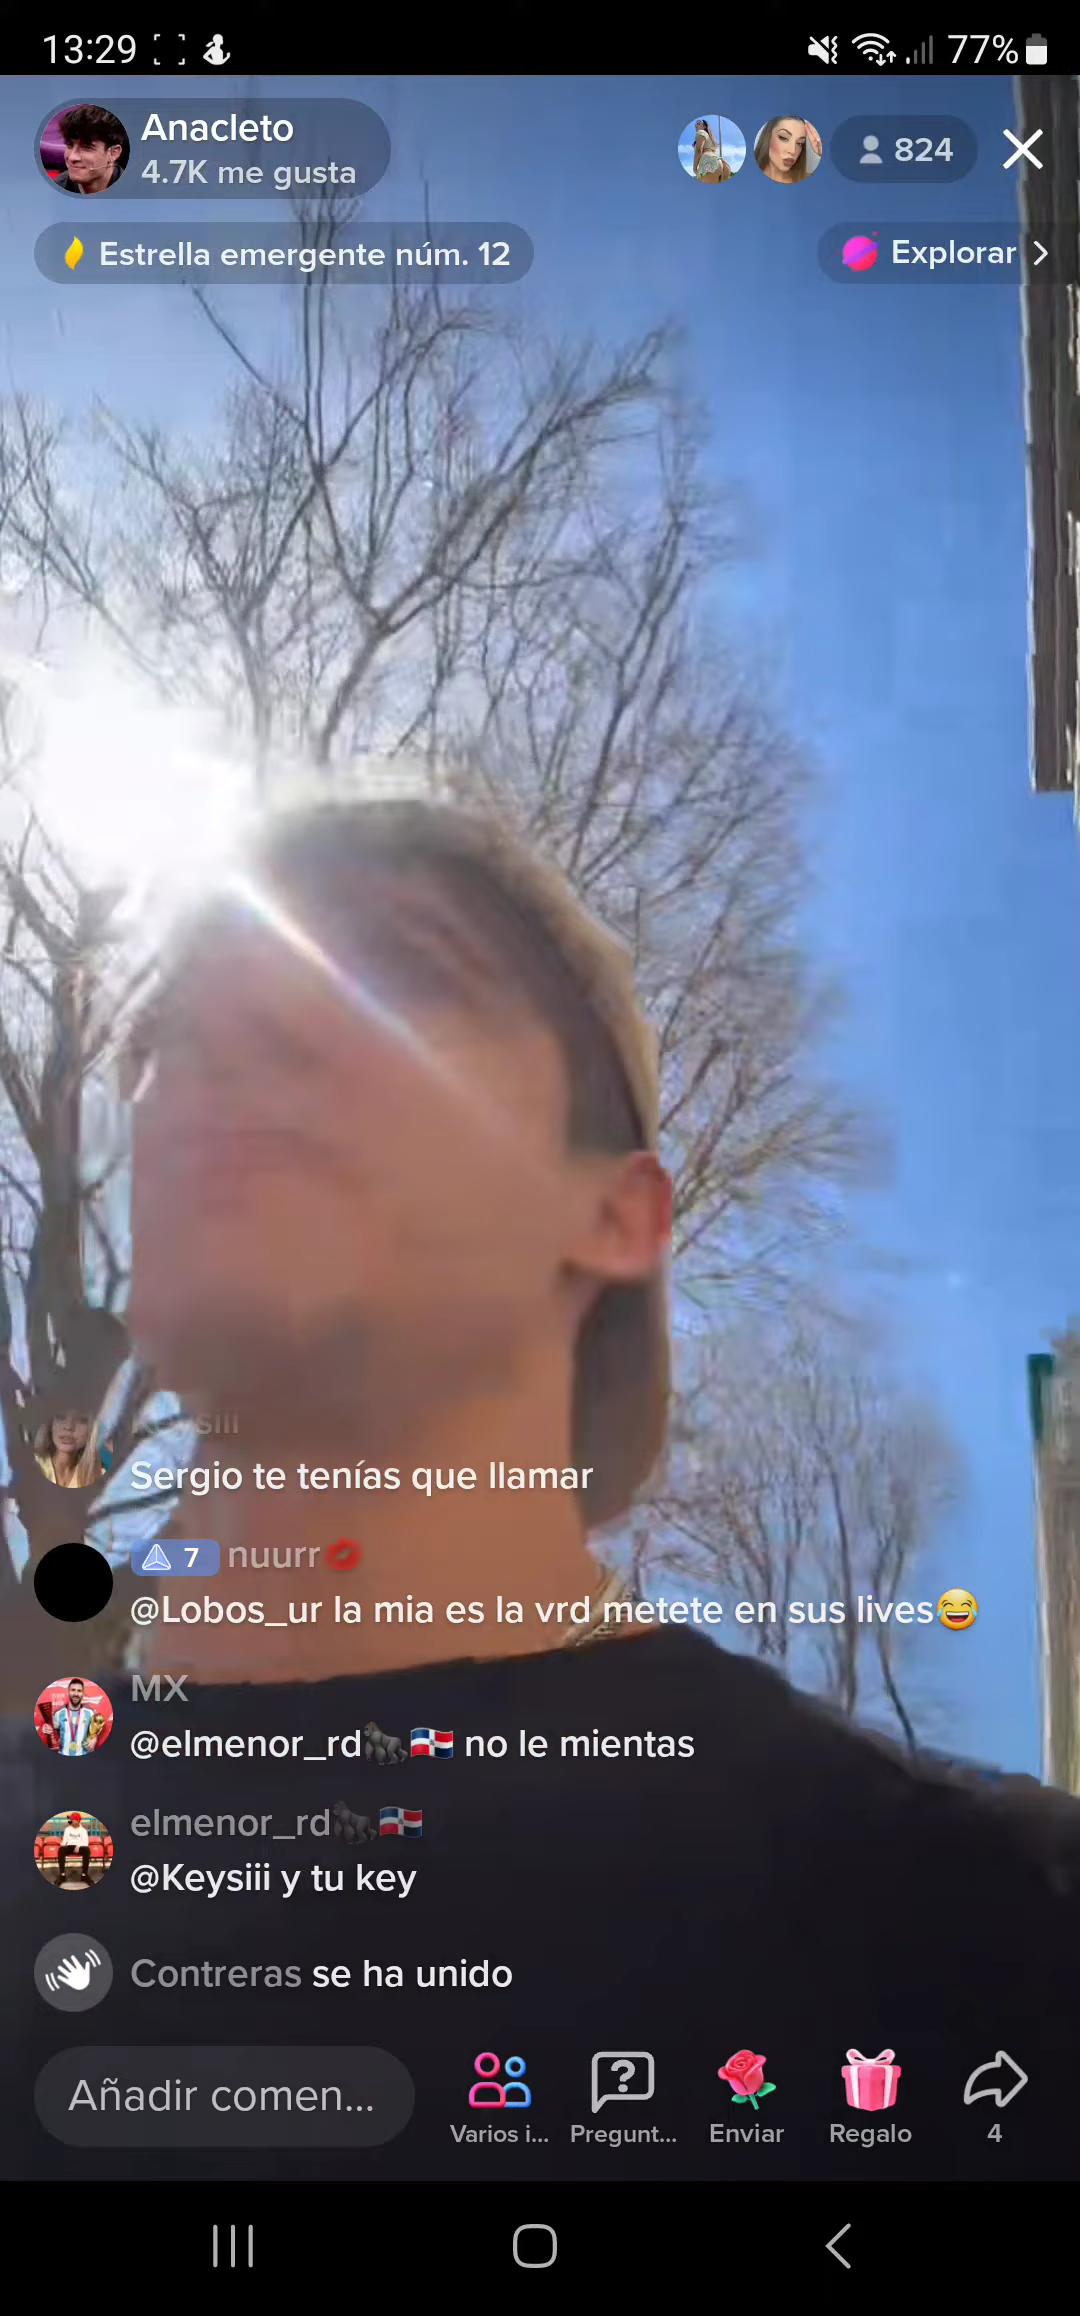 13:29
77%
Anacleto
4.7K me gusta
824
Estrella emergente núm. 12
Explorar
Keysiii
Sergio te tenías que llamar
7 nuurr💋
@Lobos_ur la mia es la vrd metete en sus lives😂
MX
@elmenor_rd🦍🇩🇴 no le mientas
elmenor_rd🦍🇩🇴
@Keysiii y tu key
Contreras se ha unido
Añadir comen...
Varios i...
Pregunt...
Enviar
Regalo
4